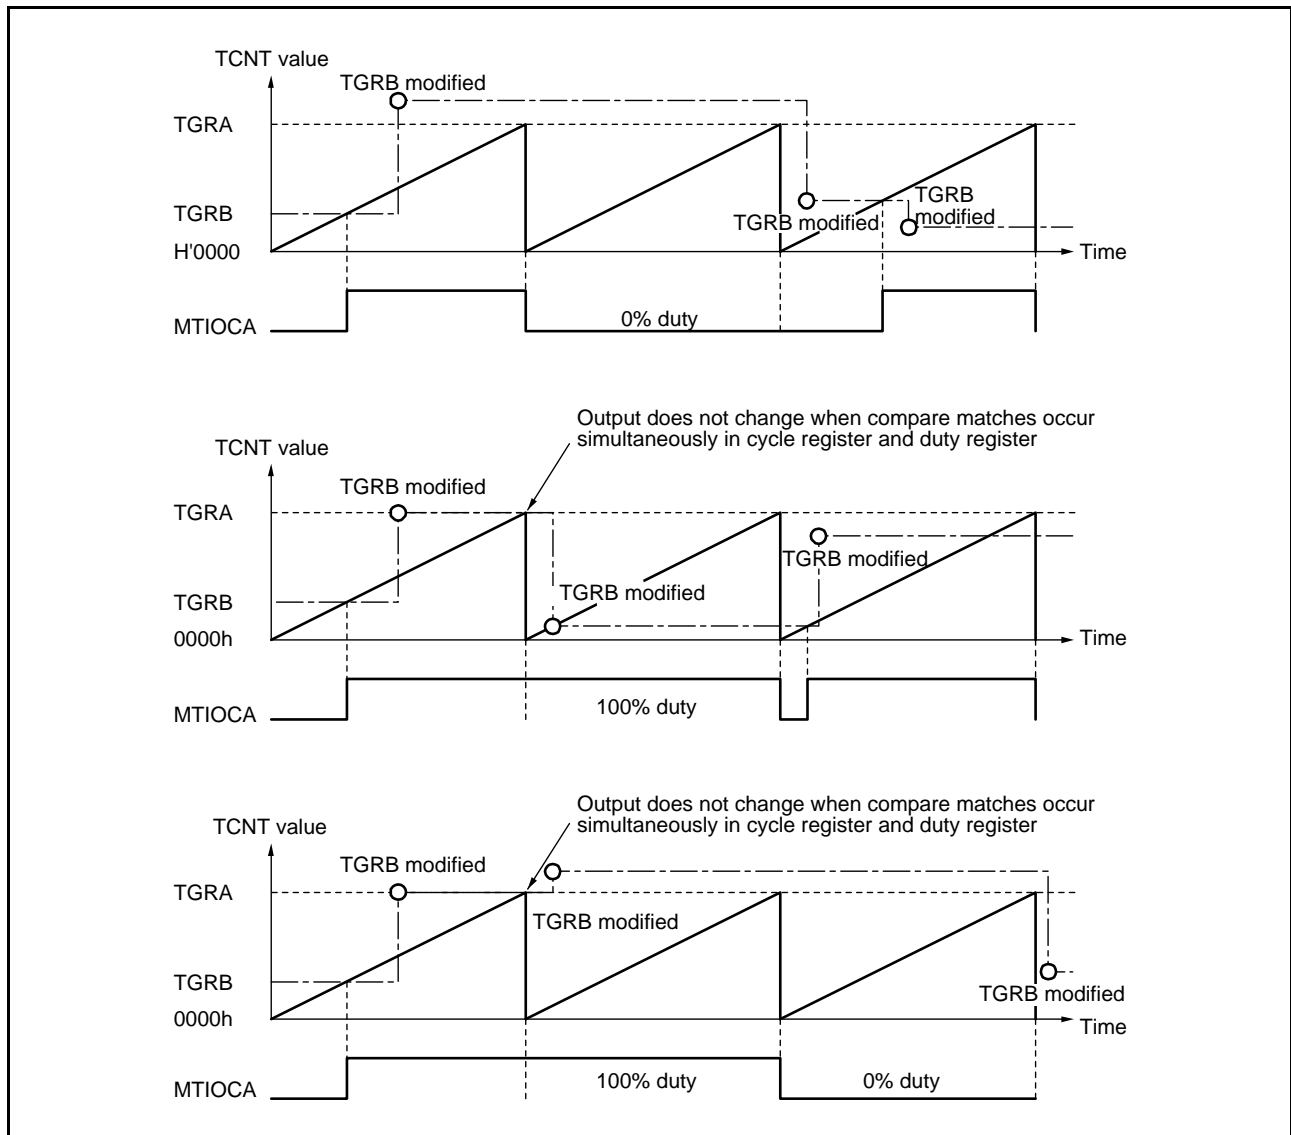 TCNT value
TGRB modified
TGRA
TGRB
TGRB
modified
TGRB modified
H'0000
Time
MTIOCA
0% duty
Output does not change when compare matches occur
simultaneously in cycle register and duty register
TCNT value
TGRB modified
TGRA
TGRB modified
TGRB modified
TGRB
0000h
Time
MTIOCA
100% duty
Output does not change when compare matches occur
simultaneously in cycle register and duty register
TCNT value
TGRB modified
TGRA
TGRB modified
TGRB
TGRB modified
0000h
Time
MTIOCA
100% duty
0% duty